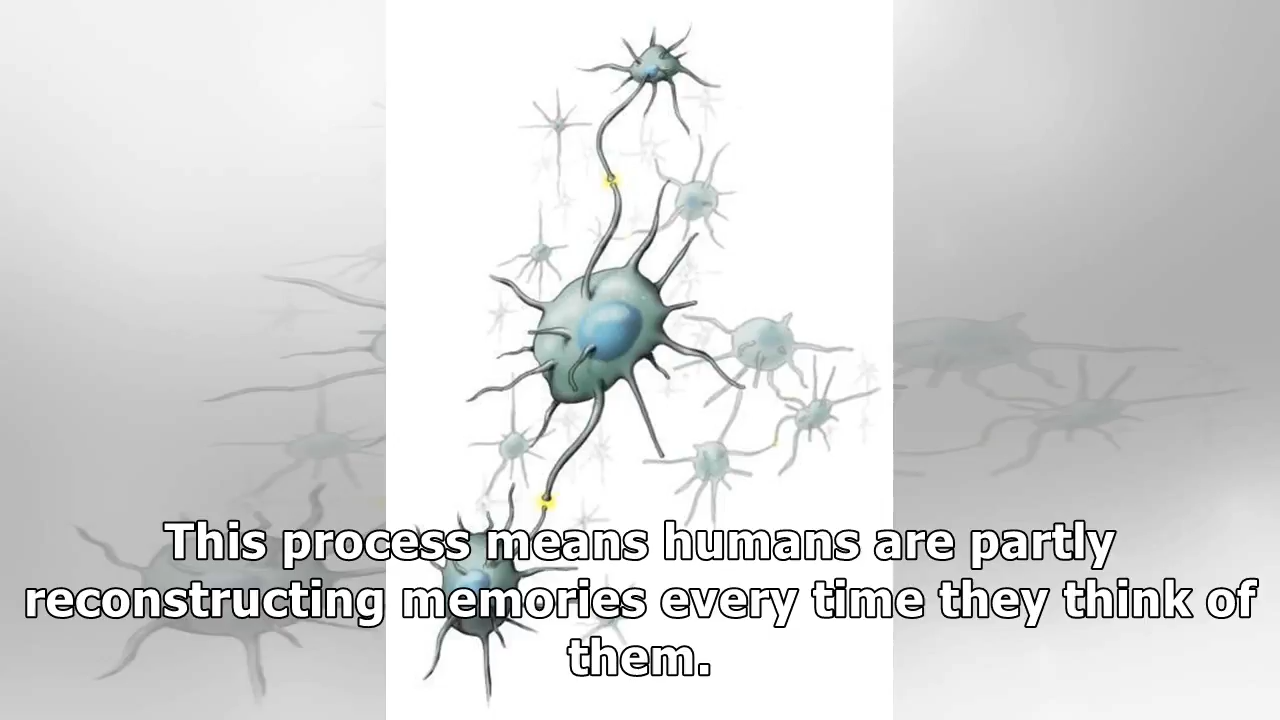 This process means humans are partly
reconstructing memories every time they think of
them.